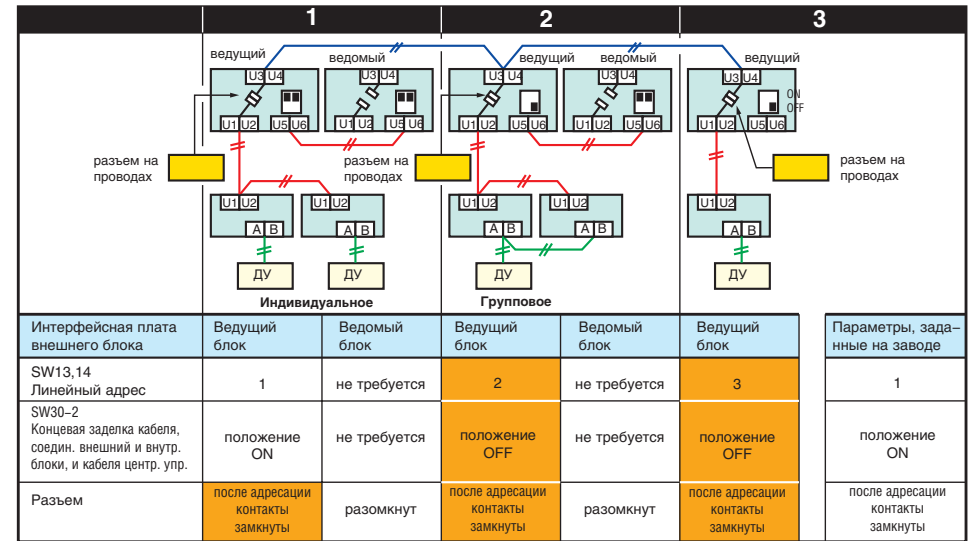 1 2 3
ведущий ведомый ведущий ведомый ведущий
U3 U4 U3 U4 U3 U4 U3 U4 U3 U4
ON
OFF
U1 U2 U5 U6 U1 U2 U5 U6 U1 U2 U5 U6 U1 U2 U5 U6 U1 U2 U5 U6
разъем на
проводах
разъем на
проводах
разъем на
проводах
U1 U2 U1 U2 U1 U2 U1 U2 U1 U2
A B A B A B A B A B
ДУ ДУ ДУ ДУ
Индивидуальное Групповое
Интерфейсная плата
внешнего блока
Ведущий
блок
Ведомый
блок
Ведущий
блок
Ведомый
блок
Ведущий
блок
Параметры, зада–
нные на заводе
SW13,14
Линейный адрес
1 не требуется 2 не требуется 3 1
SW30–2
Концевая заделка кабеля,
соедин. внешний и внутр.
блоки, и кабеля центр. упр.
положение
ON
не требуется
положение
OFF
не требуется
положение
OFF
положение
ON
Разъем
после адресации
контакты
замкнуты
разомкнут
после адресации
контакты
замкнуты
разомкнут
после адресации
контакты
замкнуты
после адресации
контакты
замкнуты